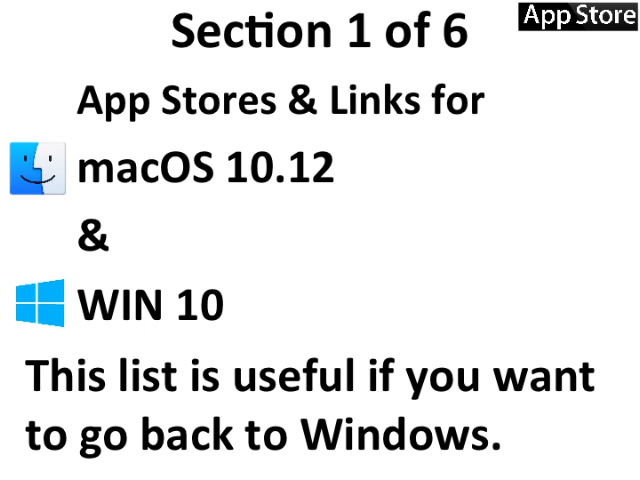 Section 1 of 6
App Store
App Stores & Links for
macOS 10.12
&
WIN 10
This list is useful if you want
to go back to Windows.